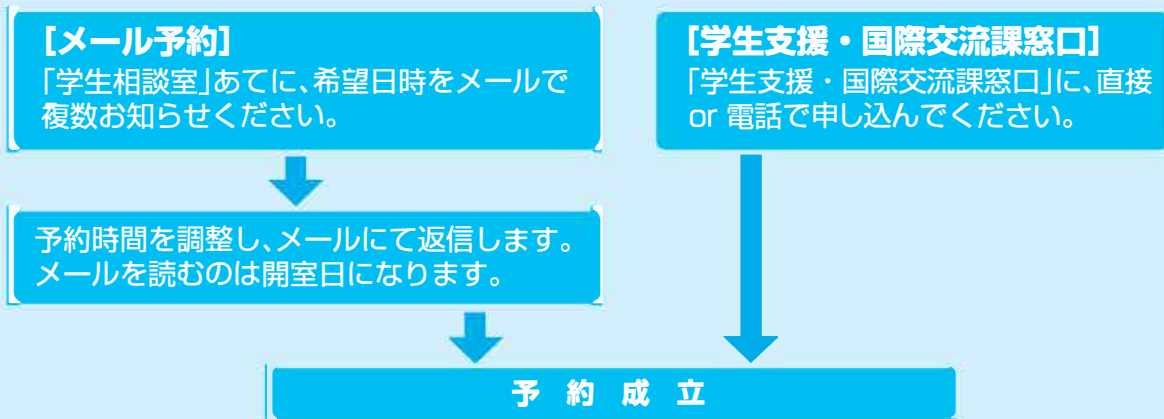 [メール予約]
「学生相談室」あてに、希望日時をメールで
複数お知らせください。
[学生支援・国際交流課窓口]
「学生支援・国際交流課窓口」に、直接
or 電話で申し込んでください。
予約時間を調整し、メールにて返信します。
メールを読むのは開室日になります。
予 約 成 立